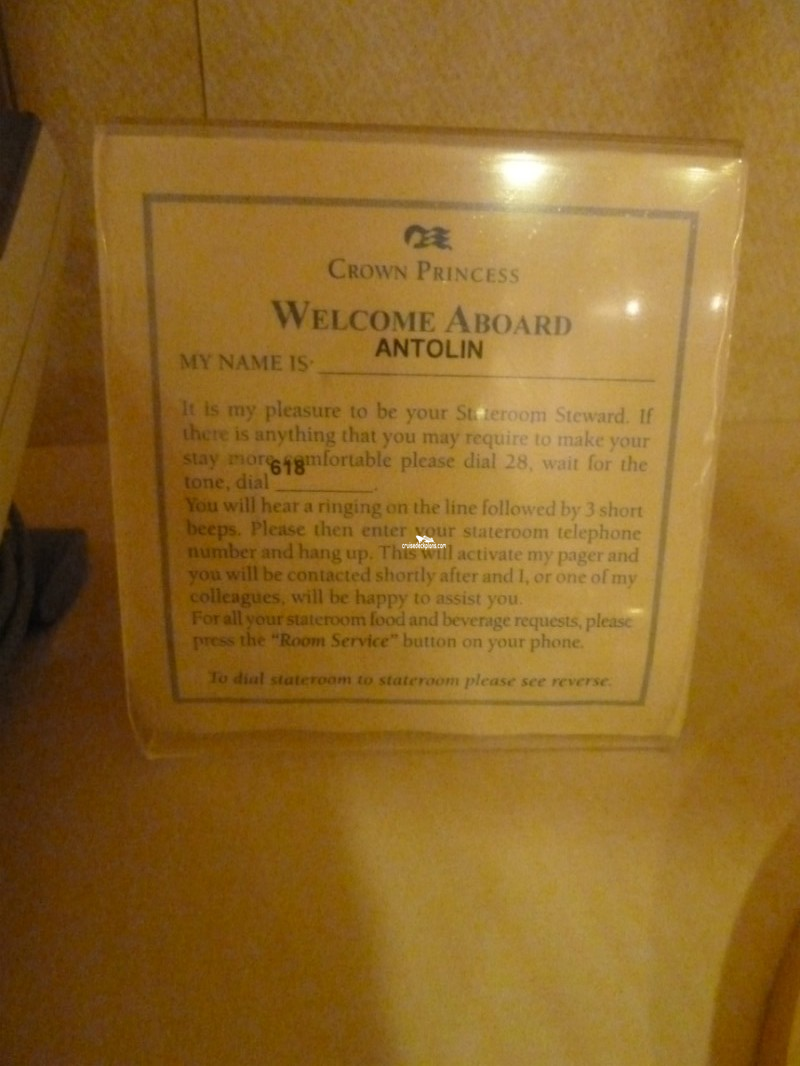 CROWN PRINCESS
WELCOME ABOARD
ANTOLIN
MY NAME IS
It is my pleasure to be your Stateroom Steward. If
there is anything that you may require to make your
stay more comfortable please dial 28, wait for the
618
tone, dial __________.
You will hear a ringing on the line followed by 3 short
beeps. Please then enter your stateroom telephone
number and hang up. This will activate my pager and
you will be contacted shortly after and I, or one of my
colleagues, will be happy to assist you.
For all your stateroom food and beverage requests, please
press the "Room Service" button on your phone.
To dial stateroom to stateroom please see reverse.
cruisedeckplans.com